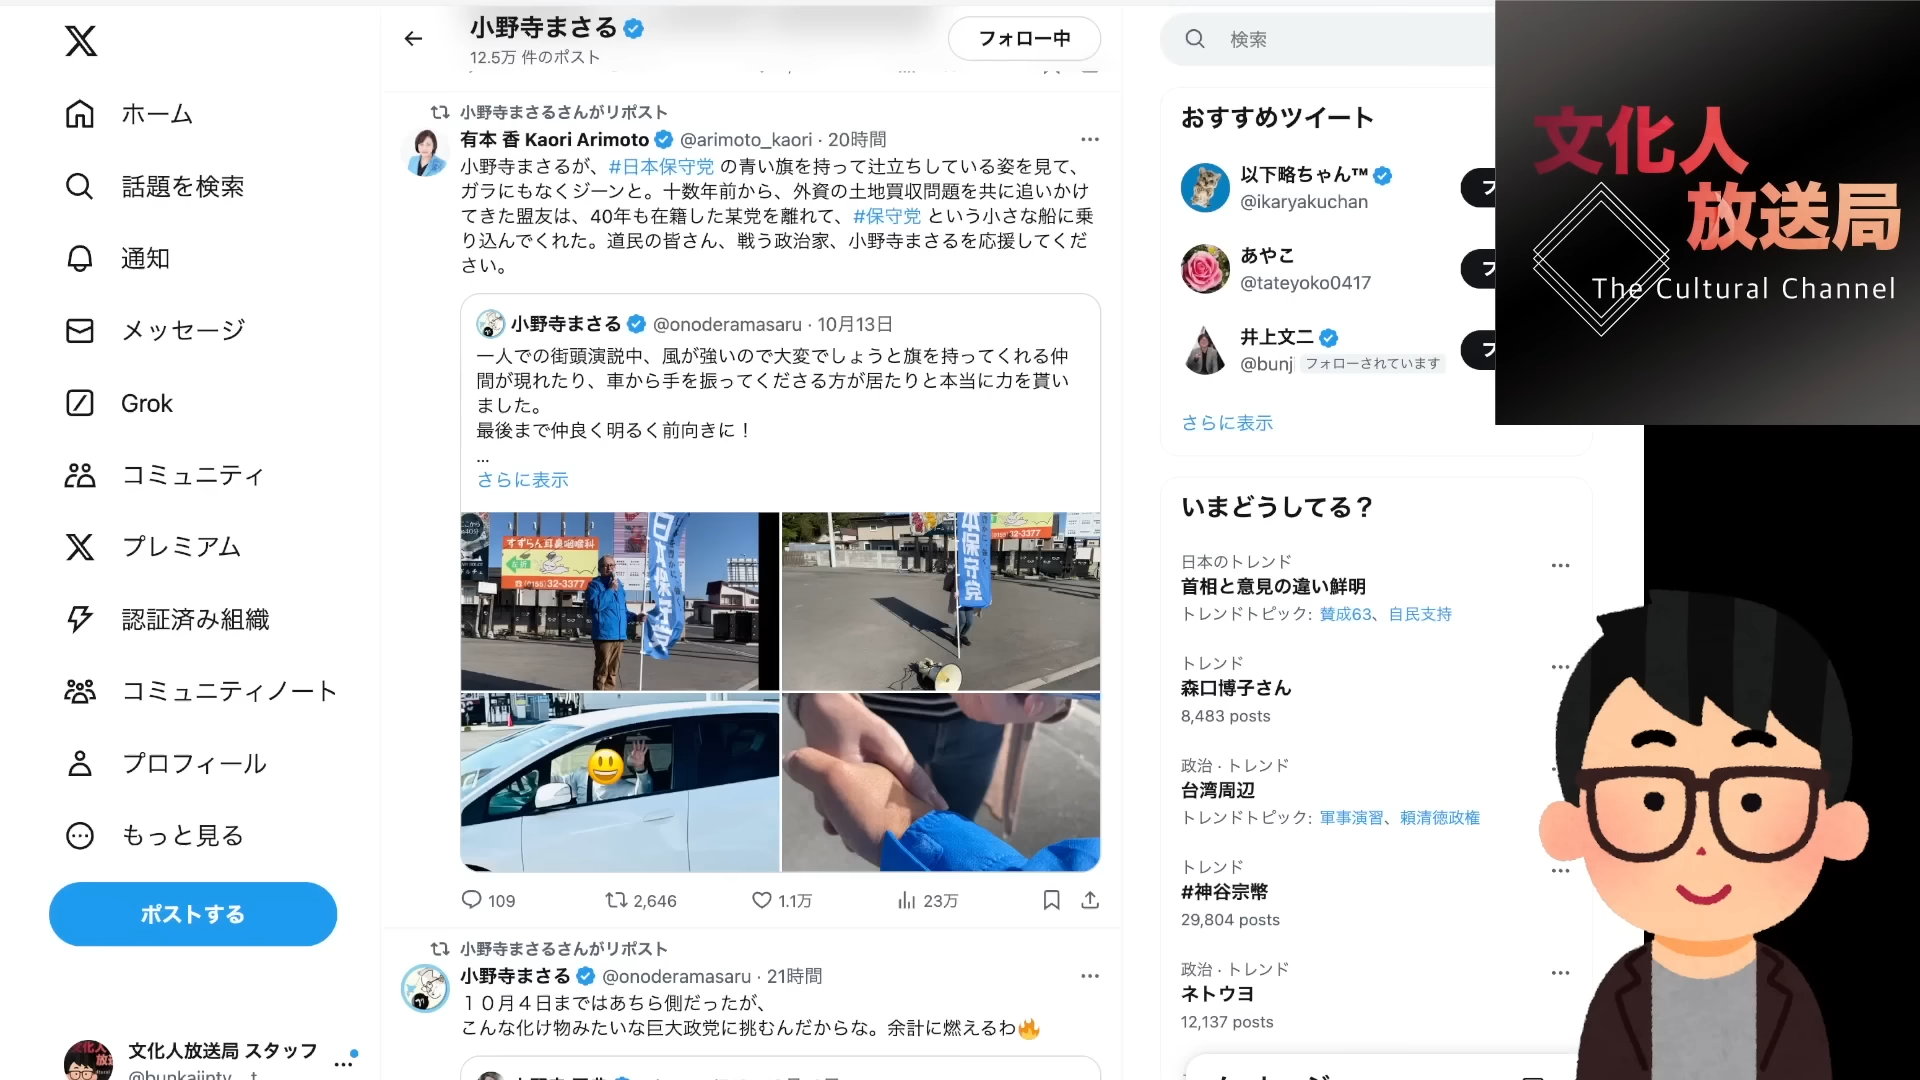 小野寺まさる
12.5万 件のポスト
フォロー中
検索
ホーム
話題を検索
通知
メッセージ
Grok
コミュニティ
プレミアム
認証済み組織
コミュニティノート
プロフィール
もっと見る
ポストする
文化人放送局 スタッフ
小野寺まさるさんがリポスト
有本 香 Kaori Arimoto @arimoto_kaori · 20時間
小野寺まさるが、#日本保守党 の青い旗を持って辻立ちしている姿を見て、
ガラにもなくジーンと。十数年前から、外資の土地買収問題を共に追いかけ
てきた盟友は、40年も在籍した某党を離れて、#保守党 という小さな船に乗
り込んでくれた。道民の皆さん、戦う政治家、小野寺まさるを応援してくだ
さい。
小野寺まさる @onoderamasaru · 10月13日
一人での街頭演説中、風が強いので大変でしょうと旗を持ってくれる仲
間が現れたり、車から手を振ってくださる方が居たりと本当に力を貰い
ました。
最後まで仲良く明るく前向きに！
...
さらに表示
すずらん耳鼻咽喉科
左折
(0155)32-3377
日本保守党
32-3377
本保守党
109
2,646
1.1万
23万
小野寺まさるさんがリポスト
小野寺まさる @onoderamasaru · 21時間
１０月４日まではあちら側だったが、
こんな化け物みたいな巨大政党に挑むんだからな。余計に燃えるわ🔥
おすすめツイート
以下略ちゃん™
@ikaryakuchan
あやこ
@tateyoko0417
井上文二
@bunji フォローされています
さらに表示
いまどうしてる？
日本のトレンド
首相と意見の違い鮮明
トレンドトピック: 賛成63、自民支持
トレンド
森口博子さん
8,483 posts
政治 · トレンド
台湾周辺
トレンドトピック: 軍事演習、頼清徳政権
トレンド
#神谷宗幣
29,804 posts
政治 · トレンド
ネトウヨ
12,137 posts
文化人
放送局
The Cultural Channel